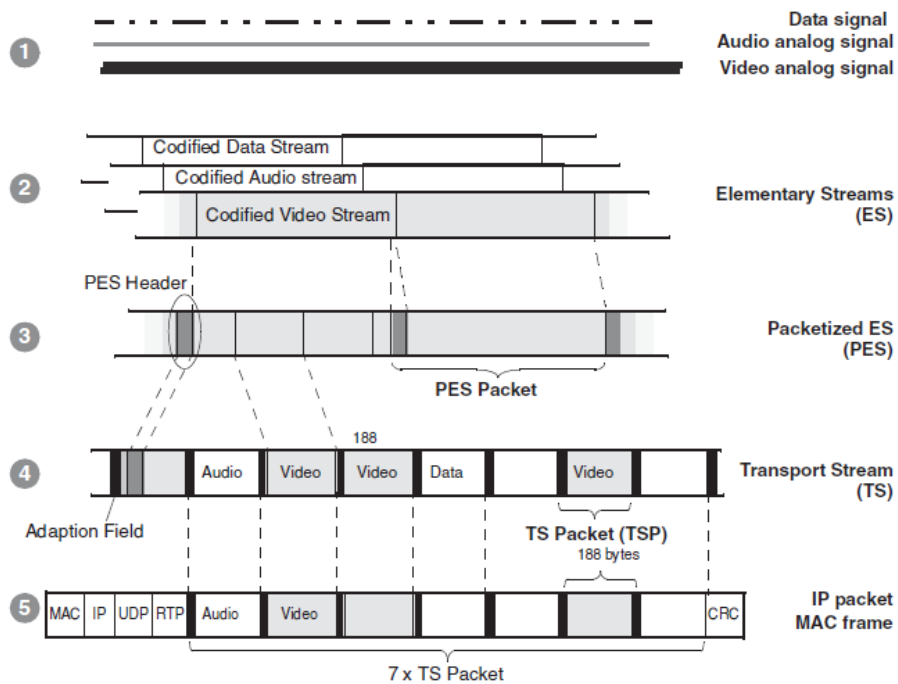 Data signal
1
Audio analog signal
Video analog signal
Codified Data Stream
2
Codified Audio stream
Codified Video Stream
Elementary Streams
(ES)
PES Header
3
Packetized ES
(PES)
PES Packet
188
4
Audio
Video
Video
Data
Video
Transport Stream
(TS)
Adaption Field
TS Packet (TSP)
188 bytes
5
MAC
IP
UDP
RTP
Audio
Video
CRC
IP packet
MAC frame
7 x TS Packet